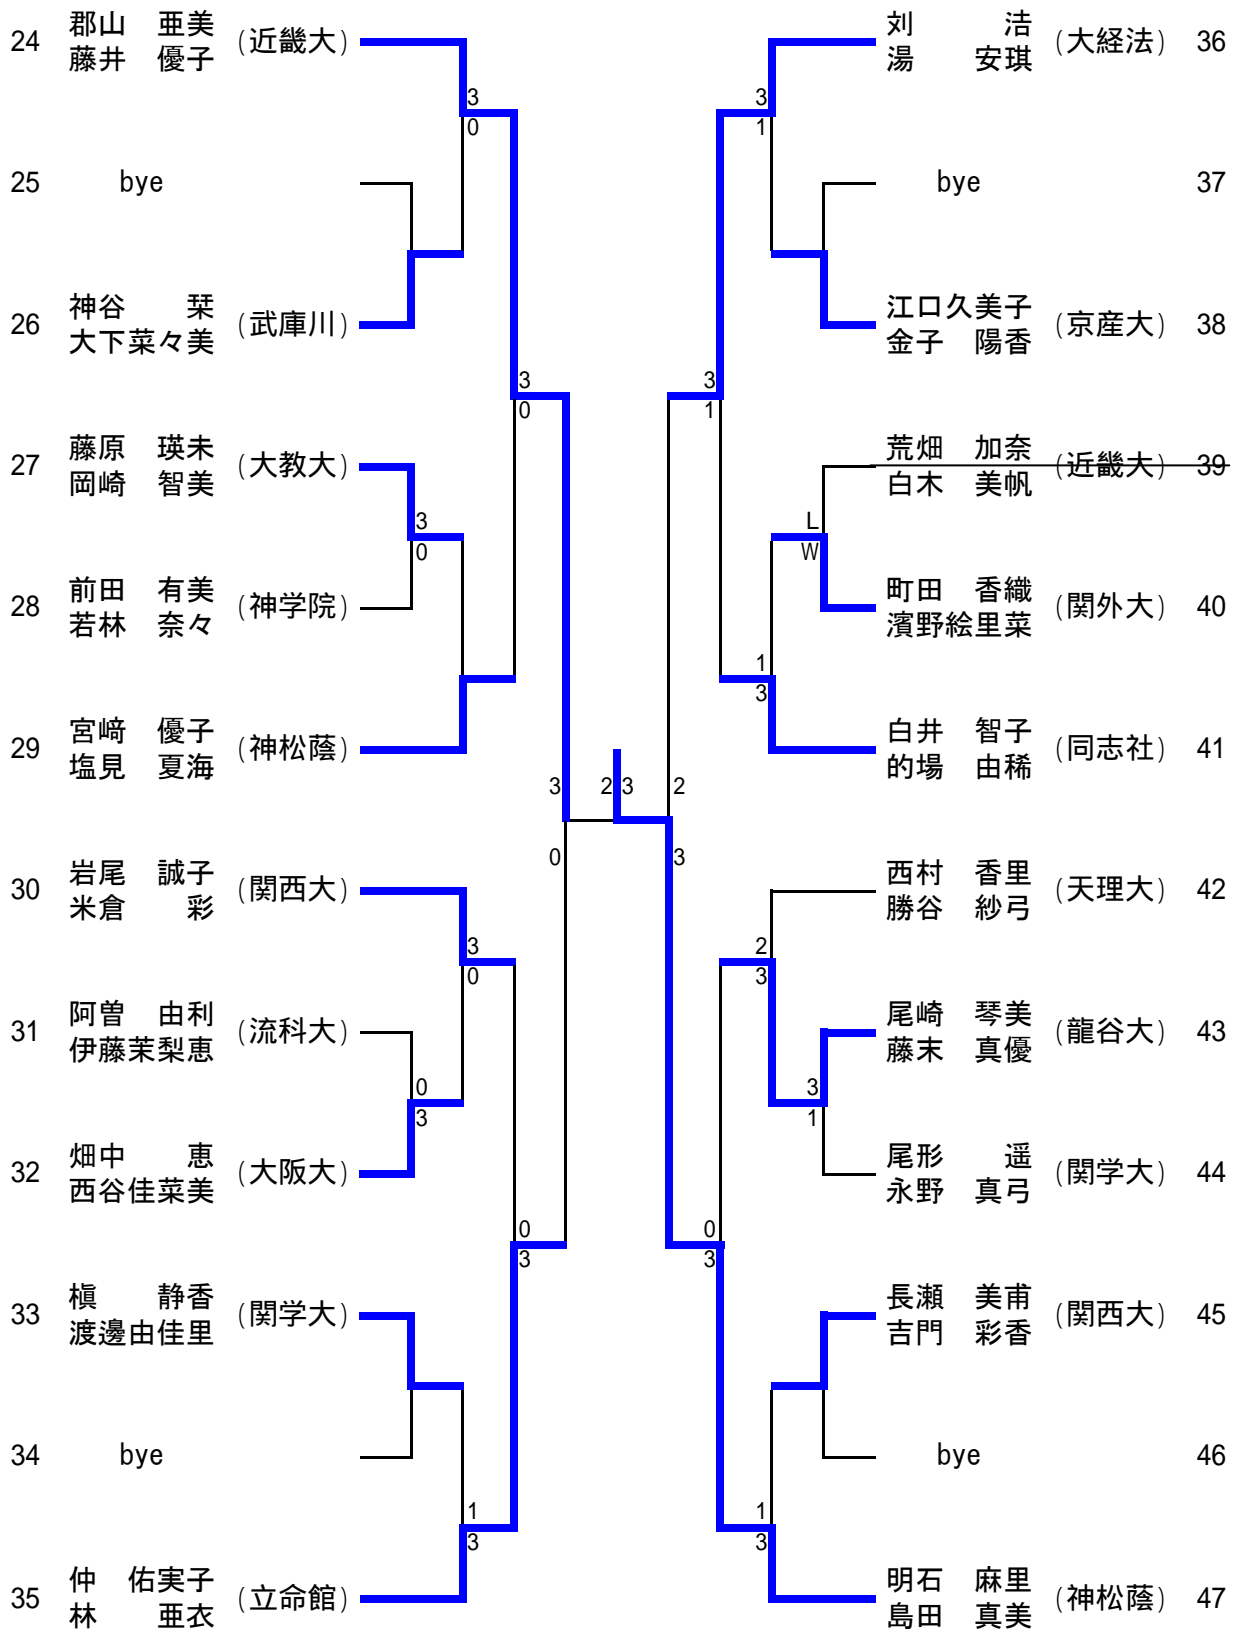 24 郡山 亜美 (近畿大)
藤井 優子
3
0
25 bye
26 神谷 栞 (武庫川)
大下菜々美
3
0
27 藤原 瑛未 (大教大)
岡崎 智美
3
0
28 前田 有美 (神学院)
若林 奈々
29 宮﨑 優子 (神松蔭)
塩見 夏海
3
0
30 岩尾 誠子 (関西大)
米倉 彩
3
0
31 阿曽 由利 (流科大)
伊藤茉梨恵
0
3
32 畑中 恵 (大阪大)
西谷佳菜美
0
3
33 槇 静香 (関学大)
渡邊由佳里
34 bye
1
3
35 仲 佑実子 (立命館)
林 亜衣
2 3
刘 洁 (大経法) 36
湯 安琪
3
1
bye 37
江口久美子 (京産大) 38
金子 陽香
3
1
荒畑 加奈 (近畿大) 39
白木 美帆
L
W
町田 香織 (関外大) 40
濱野絵里菜
1
3
白井 智子 (同志社) 41
的場 由稀
2
3
西村 香里 (天理大) 42
勝谷 紗弓
2
3
尾崎 琴美 (龍谷大) 43
藤末 真優
3
1
尾形 遥 (関学大) 44
永野 真弓
0
3
長瀬 美甫 (関西大) 45
吉門 彩香
bye 46
1
3
明石 麻里 (神松蔭) 47
島田 真美